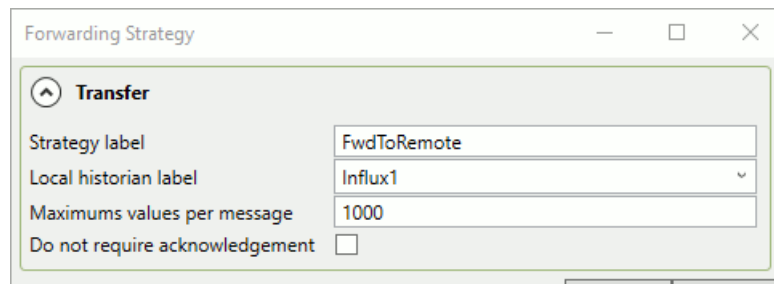 Forwarding Strategy
Transfer
Strategy label FwdToRemote
Local historian label Influx1
Maximums values per message 1000
Do not require acknowledgement